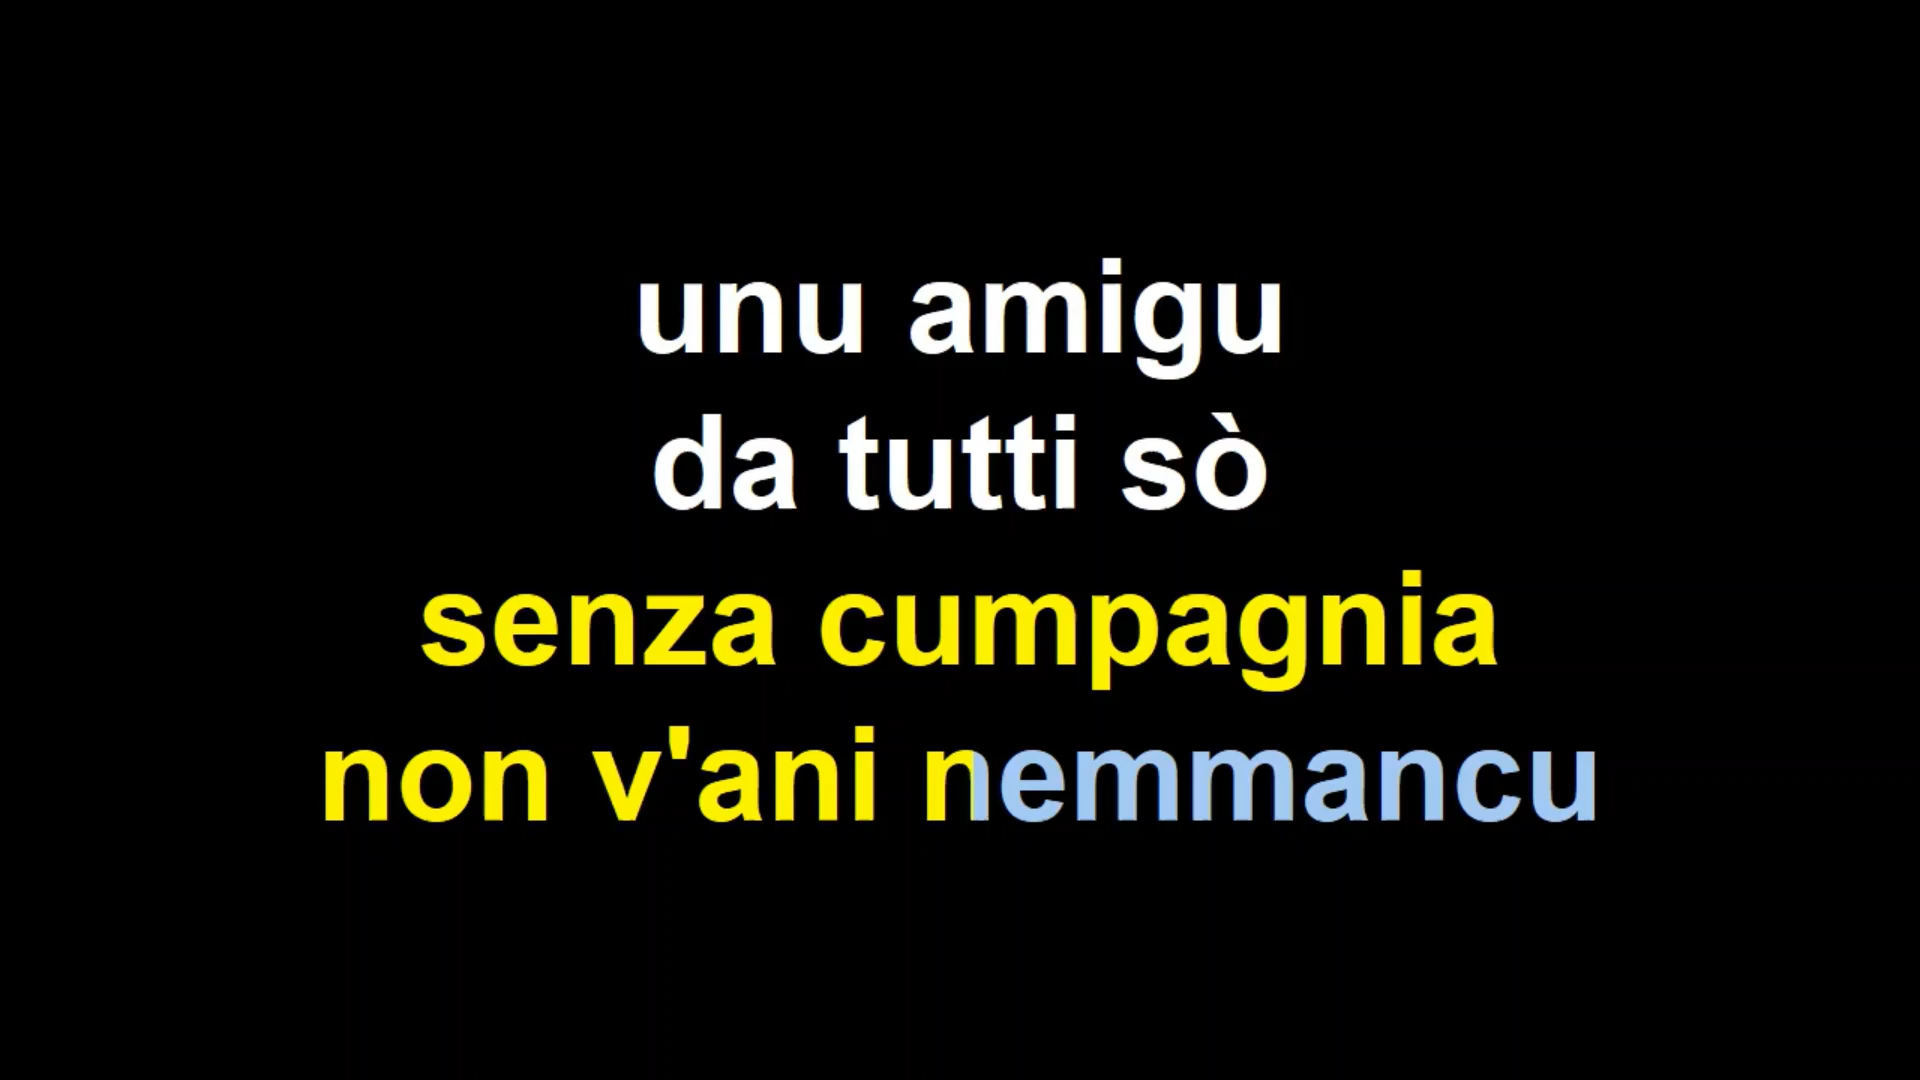 unu amigu
da tutti sò
senza cumpagnia
non v'ani nemmancu